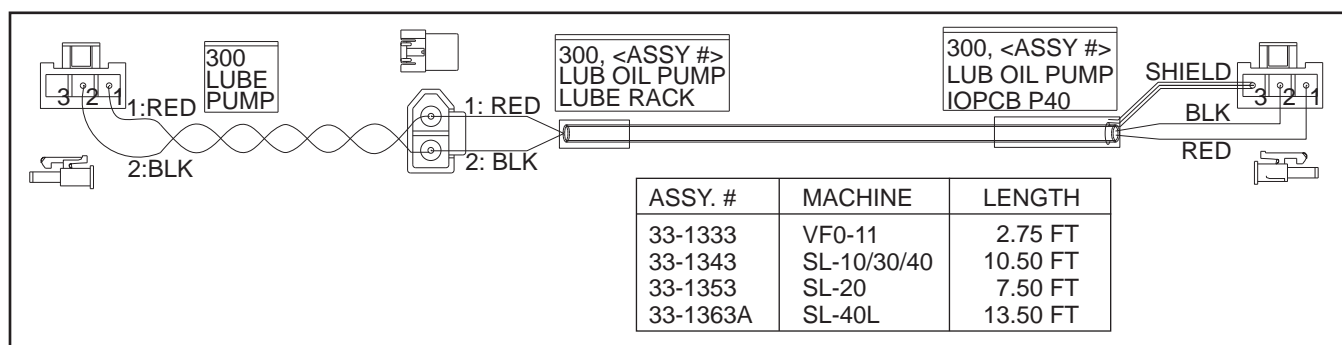 300
LUBE
PUMP
300, <ASSY #>
LUB OIL PUMP
LUBE RACK
300, <ASSY #>
LUB OIL PUMP
IOPCB P40
3 2 1
1:RED
2:BLK
1: RED
2: BLK
SHIELD
BLK
RED
3 2 1
ASSY. # MACHINE LENGTH
33-1333 VF0-11 2.75 FT
33-1343 SL-10/30/40 10.50 FT
33-1353 SL-20 7.50 FT
33-1363A SL-40L 13.50 FT